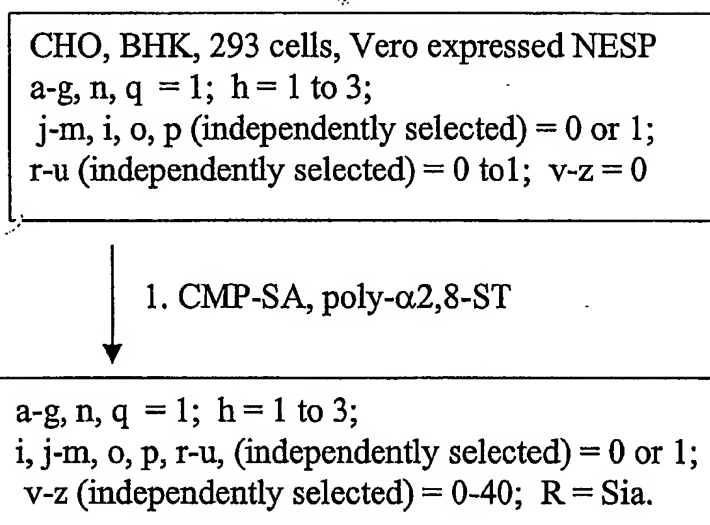 CHO, BHK, 293 cells, Vero expressed NESP
a-g, n, q = 1; h = 1 to 3;
j-m, i, o, p (independently selected) = 0 or 1;
r-u (independently selected) = 0 to1; v-z = 0
1. CMP-SA, poly-α2,8-ST
a-g, n, q = 1; h = 1 to 3;
i, j-m, o, p, r-u, (independently selected) = 0 or 1;
v-z (independently selected) = 0-40; R = Sia.